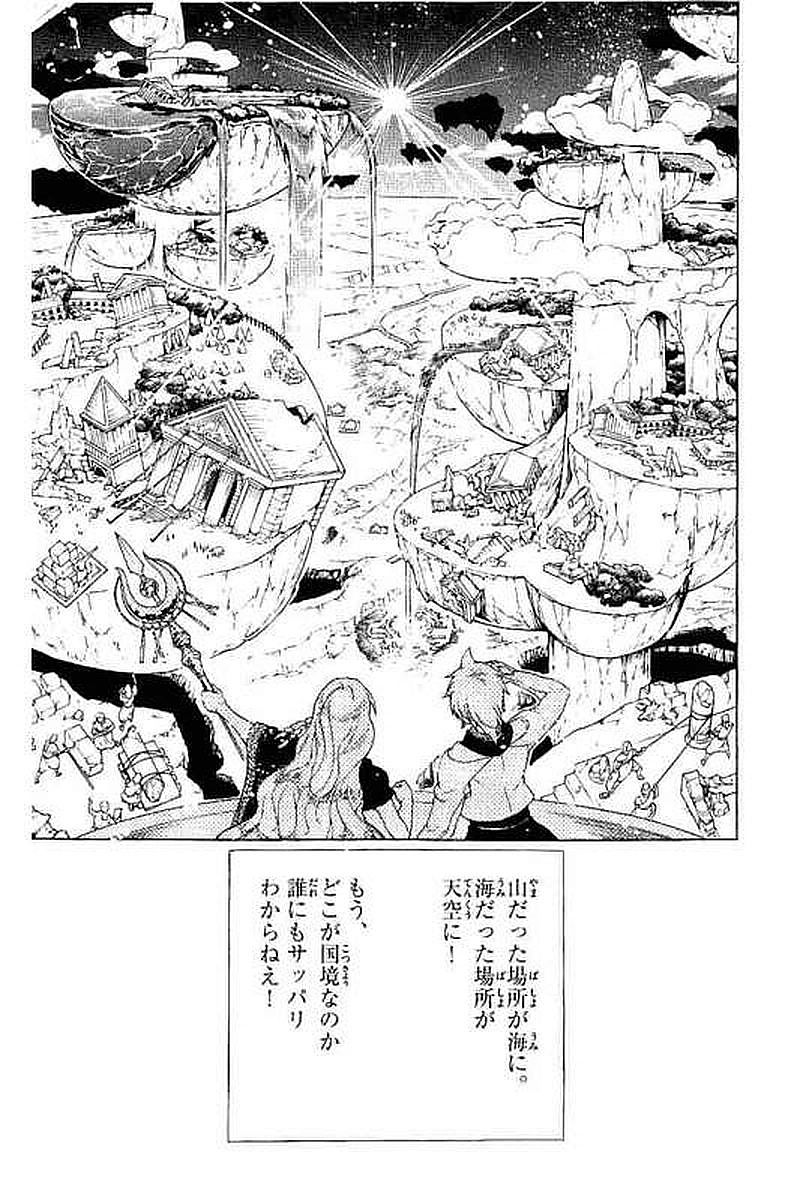 山だった場所が海に。
海だった場所が
天空に！
もう、
どこが国境なのか
誰にもサッパリ
わからねえ！